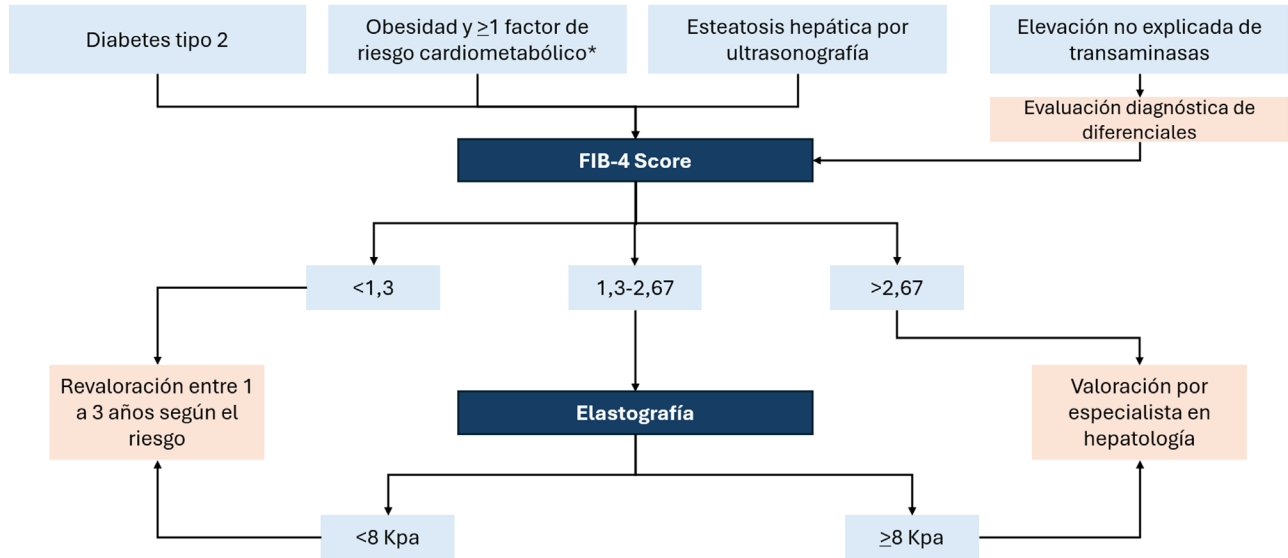 Diabetes tipo 2
Obesidad y ≥1 factor de
riesgo cardiometabólico*
Esteatosis hepática por
ultrasonografía
Elevación no explicada de
transaminasas
Evaluación diagnóstica de
diferenciales
FIB-4 Score
<1,3
1,3-2,67
>2,67
Revaloración entre 1
a 3 años según el
riesgo
Elastografía
Valoración por
especialista en
hepatología
<8 Kpa
≥8 Kpa